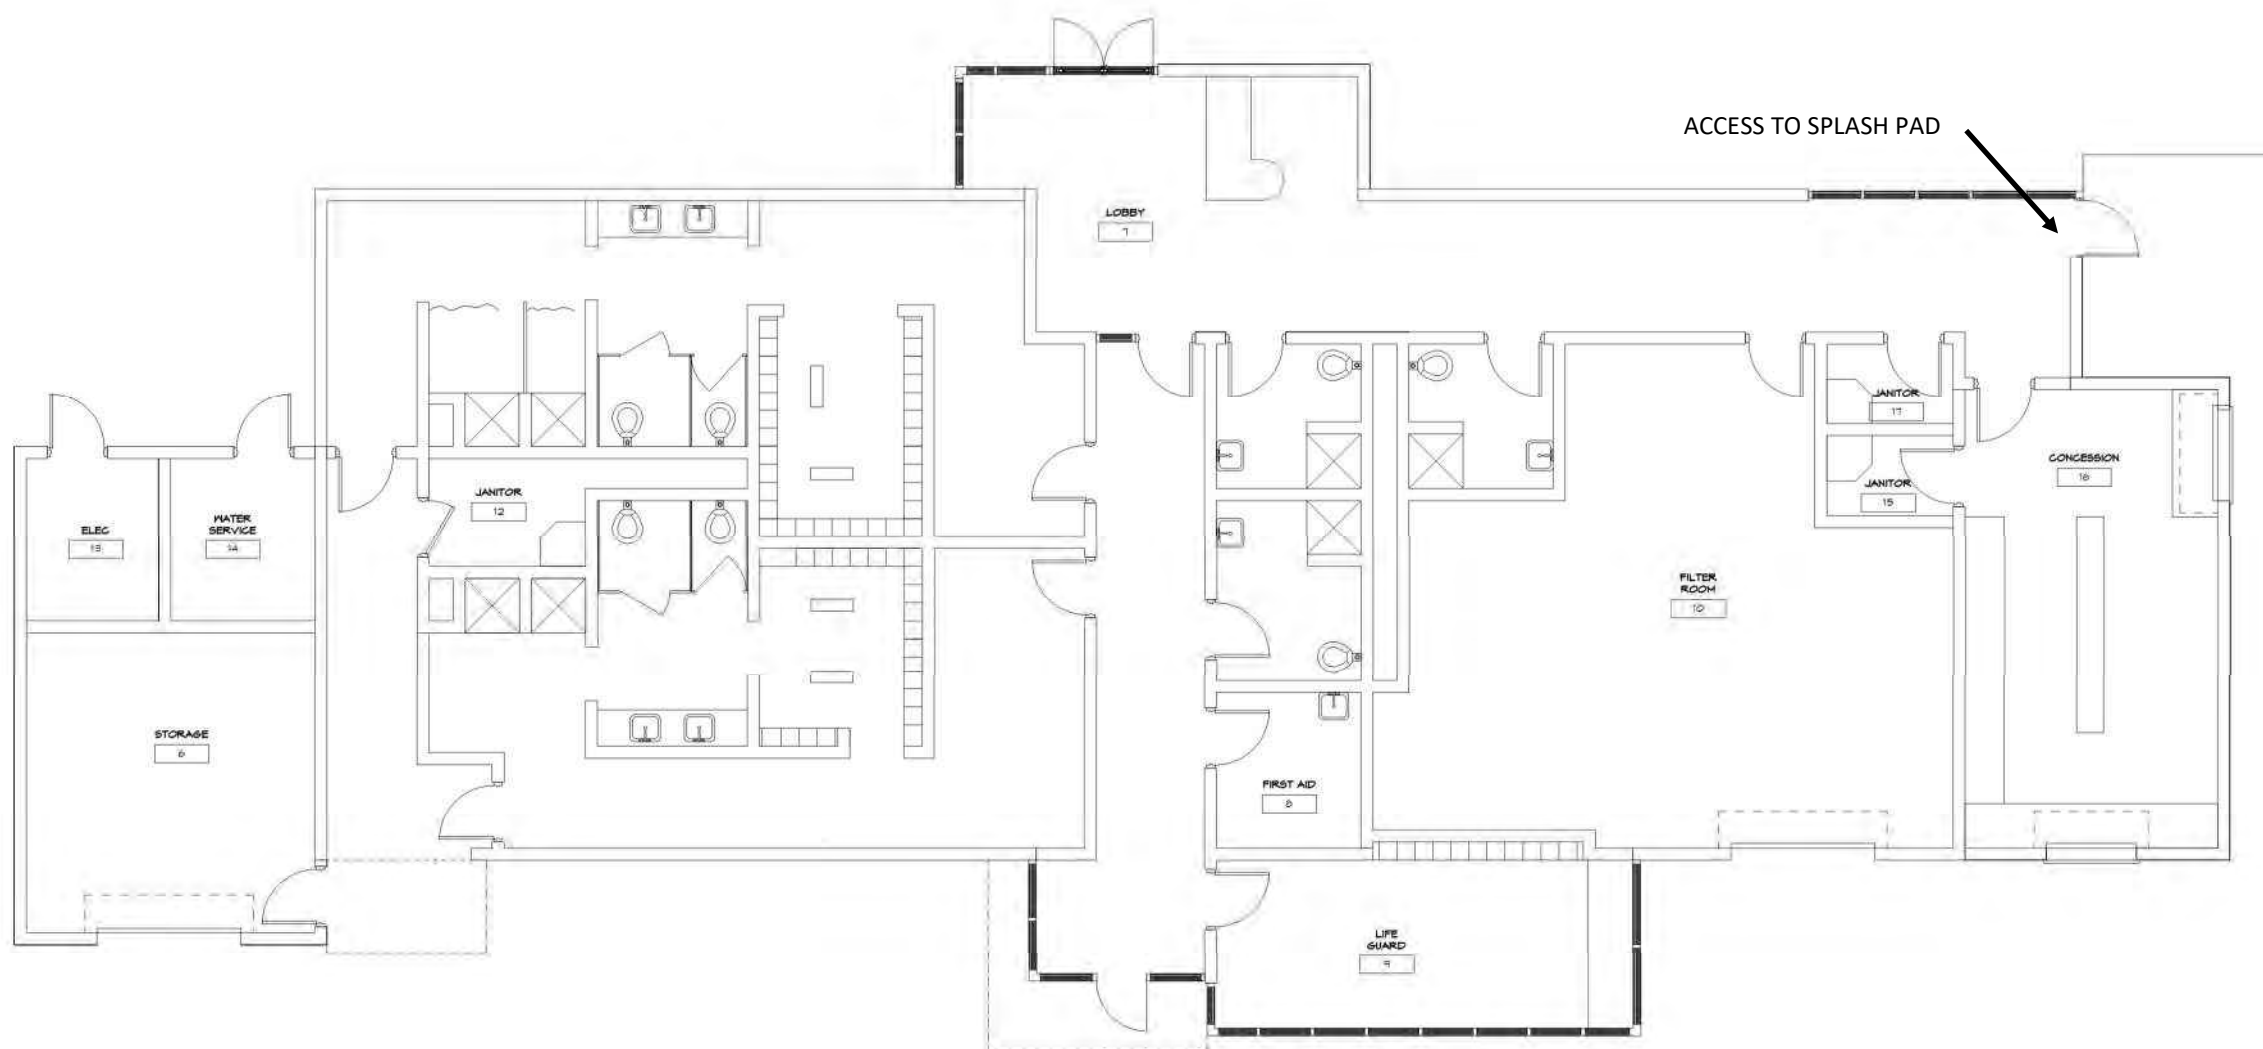 ACCESS TO SPLASH PAD
LOBBY
7
JANITOR
17
CONCESSION
16
JANITOR
15
JANITOR
12
ELEC
13
WATER
SERVICE
14
FILTER
ROOM
10
STORAGE
6
FIRST AID
8
LIFE
GUARD
9